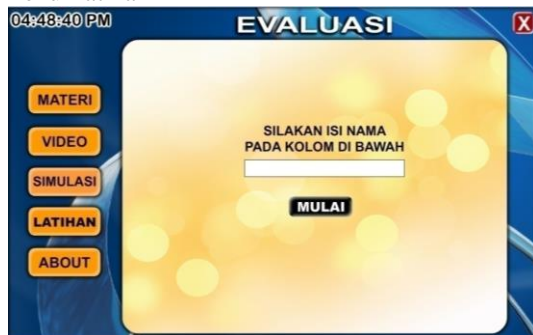 04:48:40 PM
EVALUASI
X
MATERI
VIDEO
SIMULASI
LATIHAN
ABOUT
SILAKAN ISI NAMA
PADA KOLOM DI BAWAH
MULAI